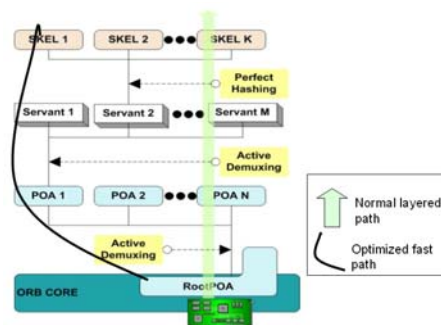 SKEL 1 SKEL 2 SKEL K
Perfect
Hashing
Servant 1 Servant 2 Servant M
Active
Demuxing
POA 1 POA 2 POA N
Active
Demuxing
RootPOA
ORB CORE
Normal layered
path
Optimized fast
path